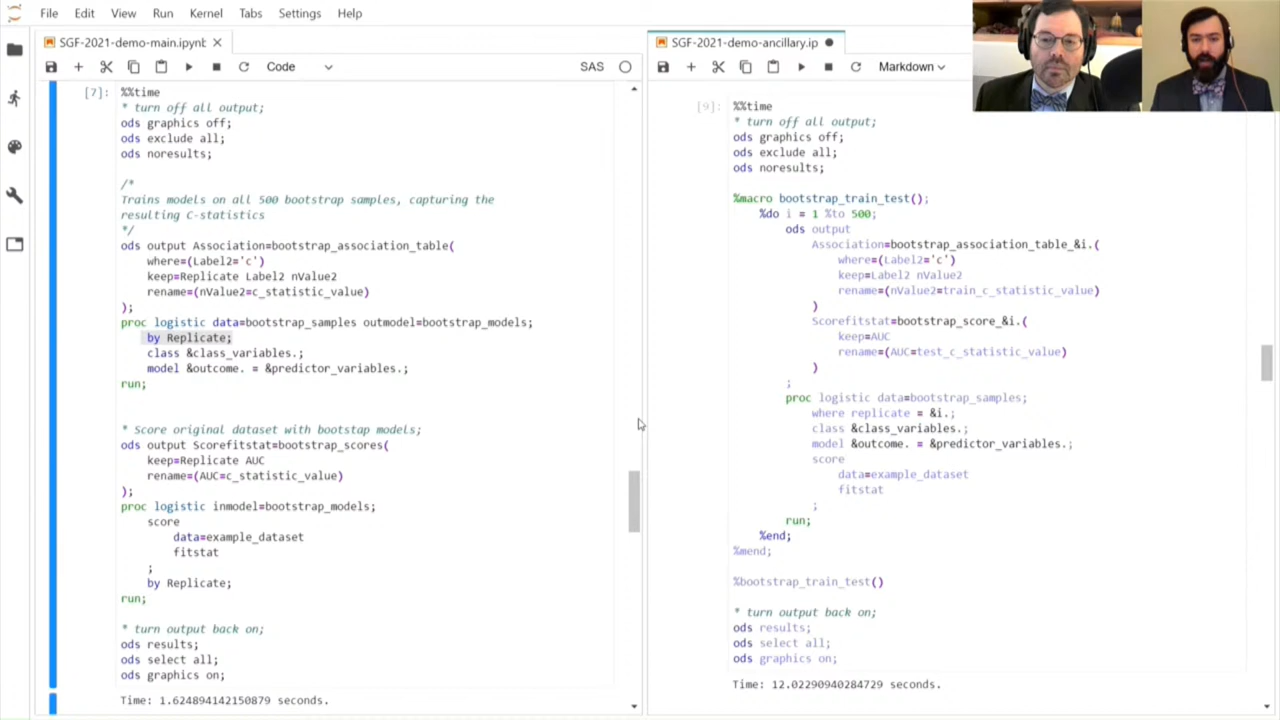 File Edit View Run Kernel Tabs Settings Help
SGF-2021-demo-main.ipynb
Code SAS
[7]:
%%time
* turn off all output;
ods graphics off;
ods exclude all;
ods noresults;
/*
Trains models on all 500 bootstrap samples, capturing the
resulting C-statistics
*/
ods output Association=bootstrap_association_table(
where=(Label2='c')
keep=Replicate Label2 nValue2
rename=(nValue2=c_statistic_value)
);
proc logistic data=bootstrap_samples outmodel=bootstrap_models;
by Replicate;
class &class_variables.;
model &outcome. = &predictor_variables.;
run;
* Score original dataset with bootstap models;
ods output Scorefitstat=bootstrap_scores(
keep=Replicate AUC
rename=(AUC=c_statistic_value)
);
proc logistic inmodel=bootstrap_models;
score
data=example_dataset
fitstat
;
by Replicate;
run;
* turn output back on;
ods results;
ods select all;
ods graphics on;
Time: 1.624894142150879 seconds.
SGF-2021-demo-ancillary.ip
Markdown
[9]:
%%time
* turn off all output;
ods graphics off;
ods exclude all;
ods noresults;
%macro bootstrap_train_test();
%do i = 1 %to 500;
ods output
Association=bootstrap_association_table_&i.(
where=(Label2='c')
keep=Label2 nValue2
rename=(nValue2=train_c_statistic_value)
)
Scorefitstat=bootstrap_score_&i.(
keep=AUC
rename=(AUC=test_c_statistic_value)
)
;
proc logistic data=bootstrap_samples;
where replicate = &i.;
class &class_variables.;
model &outcome. = &predictor_variables.;
score
data=example_dataset
fitstat
;
run;
%end;
%mend;
%bootstrap_train_test()
* turn output back on;
ods results;
ods select all;
ods graphics on;
Time: 12.02290940284729 seconds.